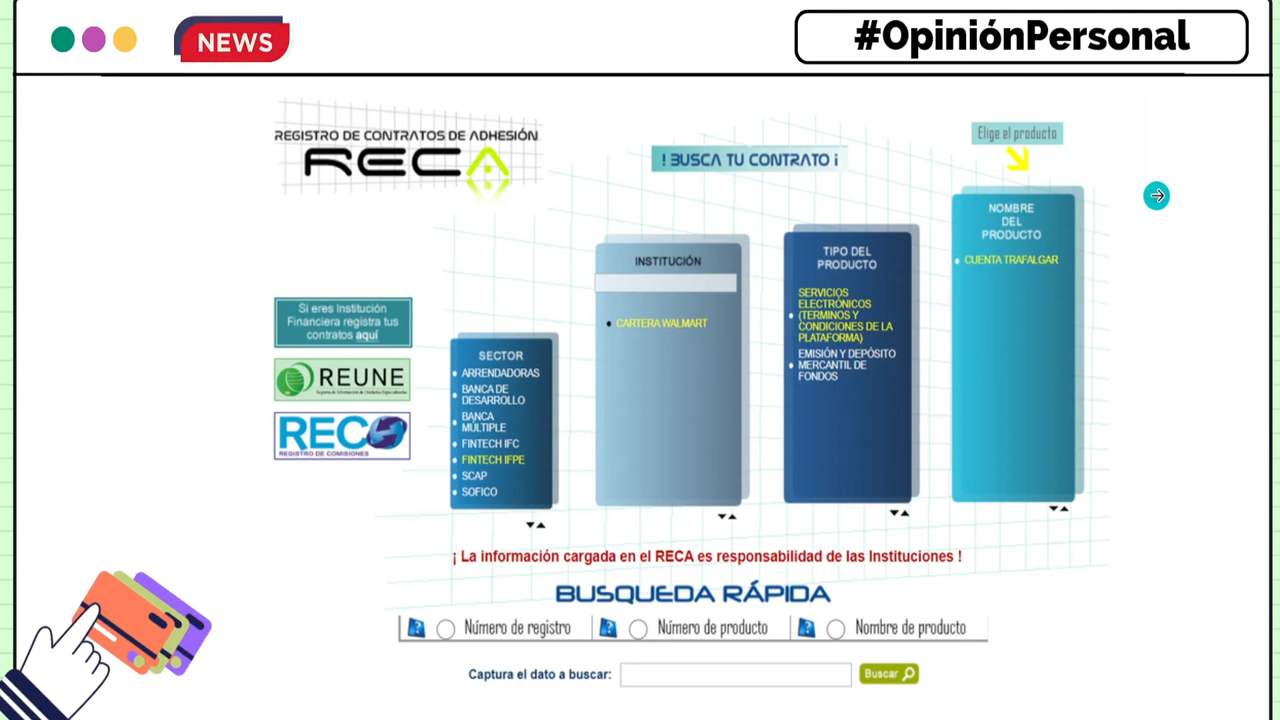 NEWS
#OpiniónPersonal
REGISTRO DE CONTRATOS DE ADHESIÓN
RECA
! BUSCA TU CONTRATO ¡
Elige el producto
Si eres Institución
Financiera registra tus
contratos aquí
REUNE
RECO
REGISTRO DE COMISIONES
SECTOR
ARRENDADORAS
BANCA DE
DESARROLLO
BANCA
MÚLTIPLE
FINTECH IFC
FINTECH IFPE
SCAP
SOFICO
INSTITUCIÓN
CARTERA WALMART
TIPO DEL
PRODUCTO
SERVICIOS
ELECTRÓNICOS
(TERMINOS Y
CONDICIONES DE LA
PLATAFORMA)
EMISIÓN Y DEPÓSITO
MERCANTIL DE
FONDOS
NOMBRE
DEL
PRODUCTO
CUENTA TRAFALGAR
¡ La información cargada en el RECA es responsabilidad de las Instituciones !
BUSQUEDA RÁPIDA
Número de registro
Número de producto
Nombre de producto
Captura el dato a buscar:
Buscar